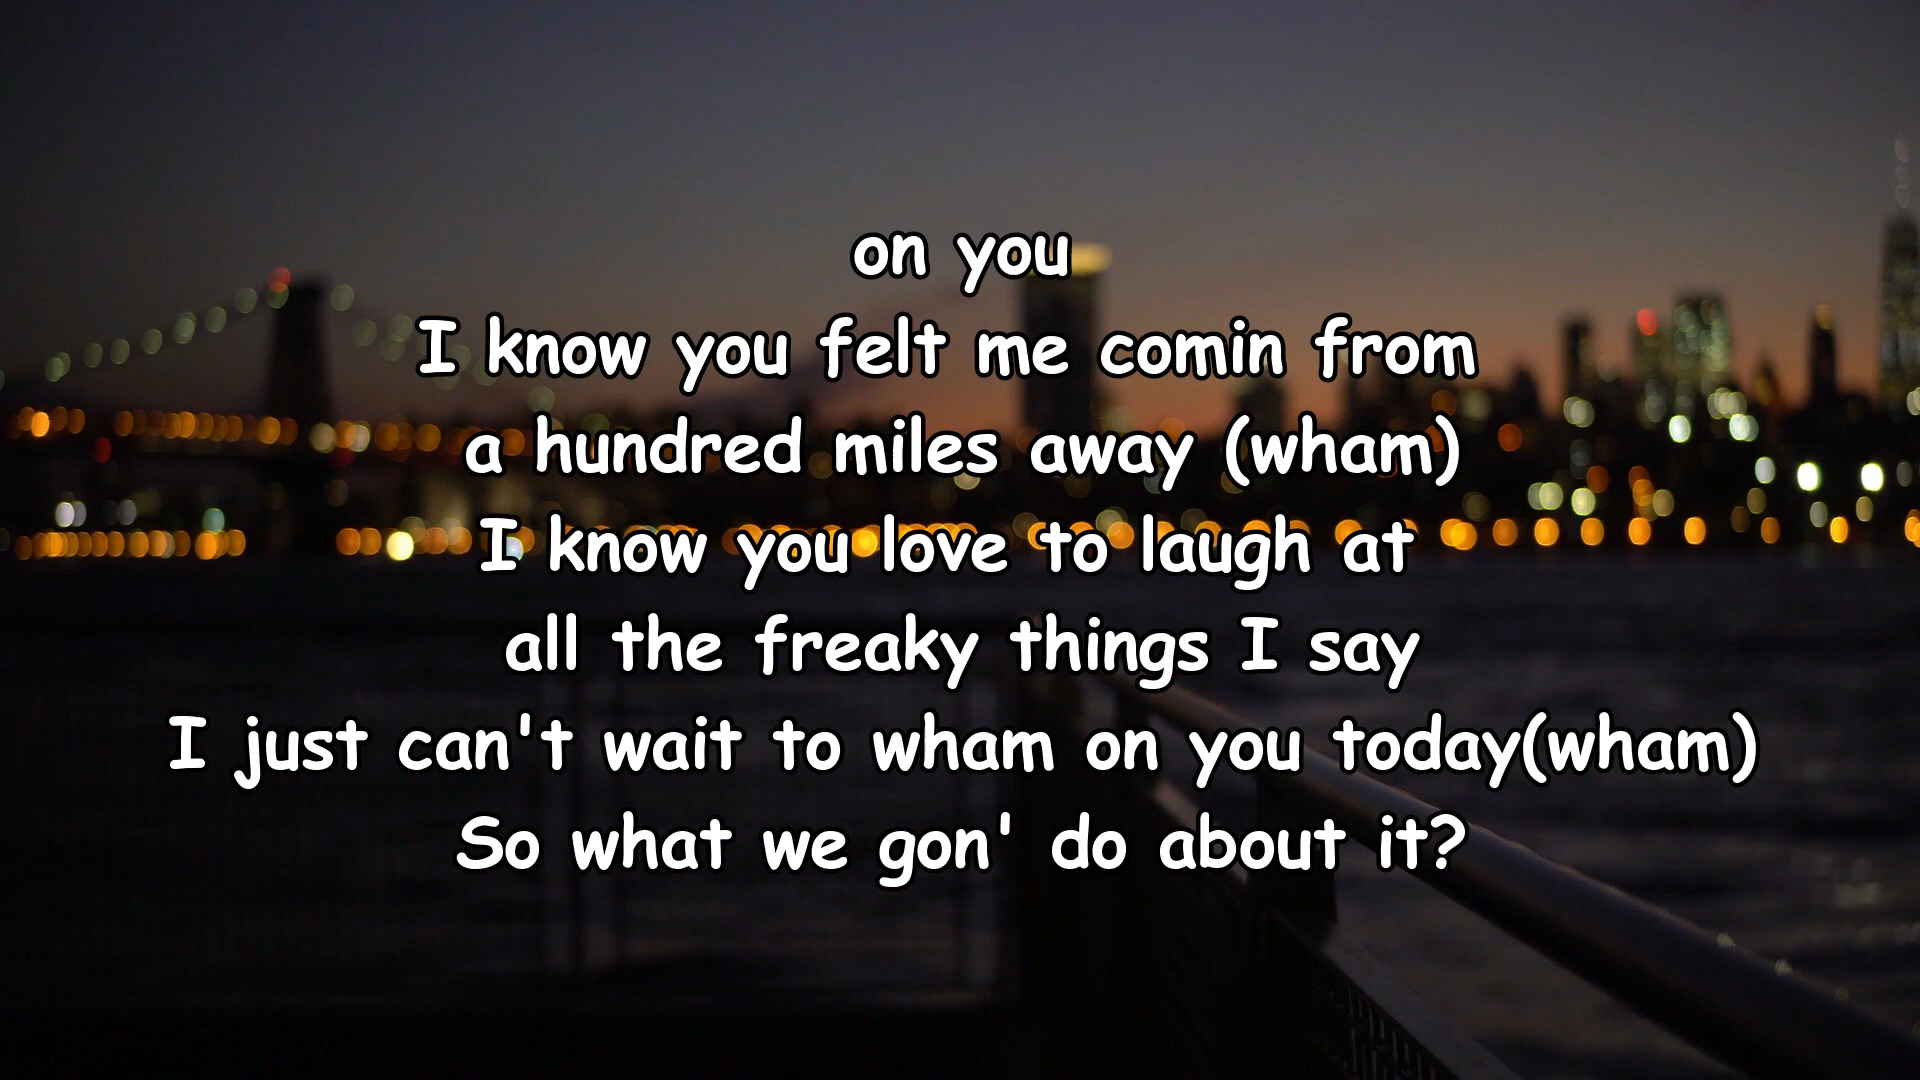 on you
I know you felt me comin from
a hundred miles away (wham)
I know you love to laugh at
all the freaky things I say
I just can't wait to wham on you today(wham)
So what we gon' do about it?